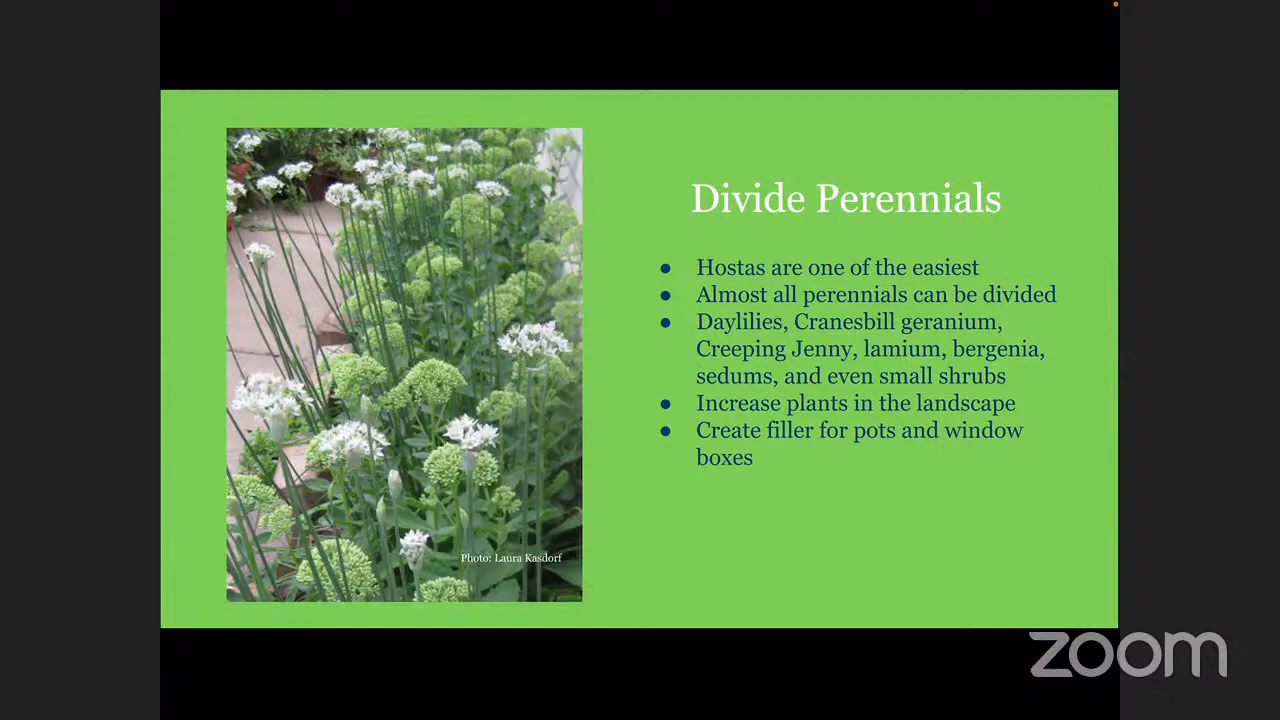 Divide Perennials
● Hostas are one of the easiest
● Almost all perennials can be divided
● Daylilies, Cranesbill geranium,
Creeping Jenny, lamium, bergenia,
sedums, and even small shrubs
● Increase plants in the landscape
● Create filler for pots and window
boxes
Photo: Laura Kasdorf
zoom